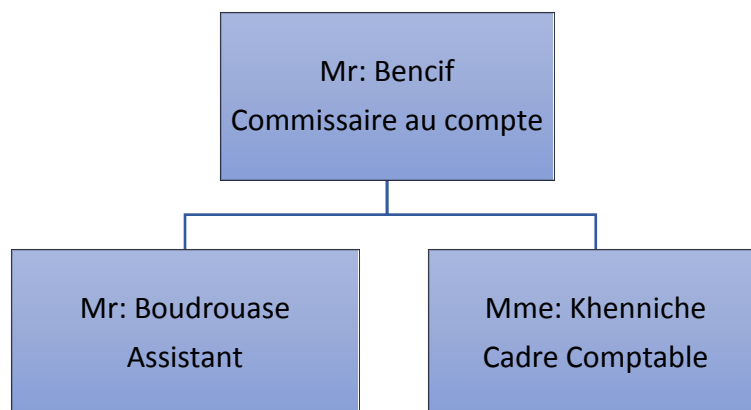 Mr: Bencif
Commissaire au compte
Mr: Boudrouase
Assistant
Mme: Khenniche
Cadre Comptable